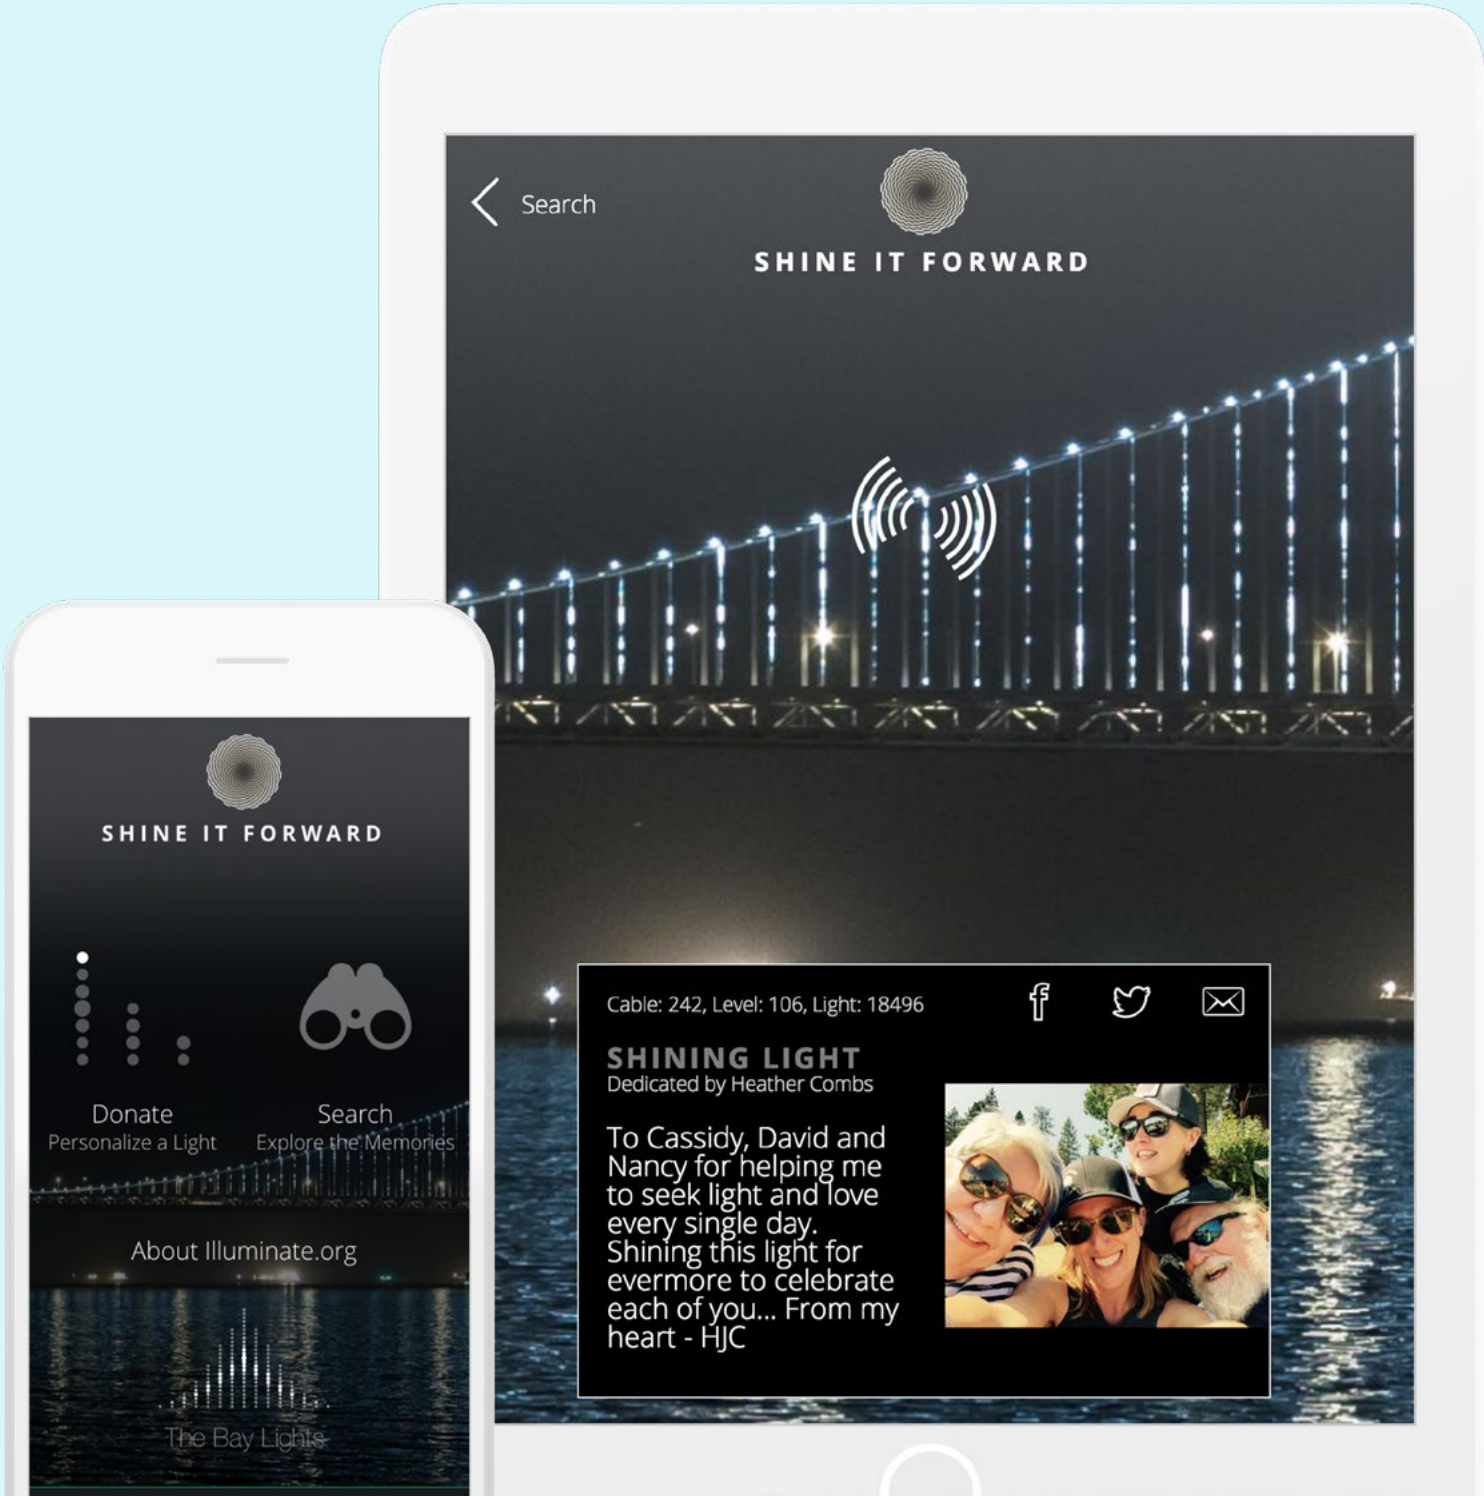 Search
SHINE IT FORWARD
Cable: 242, Level: 106, Light: 18496
SHINING LIGHT
Dedicated by Heather Combs
To Cassidy, David and
Nancy for helping me
to seek light and love
every single day.
Shining this light for
evermore to celebrate
each of you... From my
heart - HJC
SHINE IT FORWARD
Donate
Personalize a Light
Search
Explore the Memories
About Illuminate.org
The Bay Lights